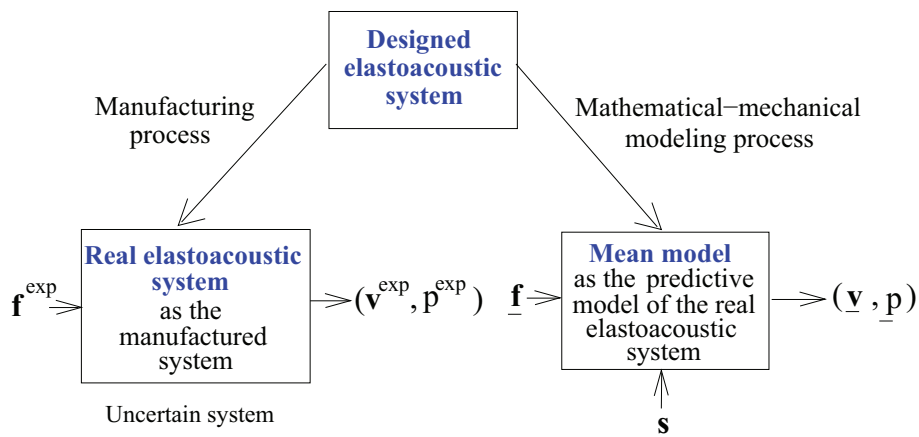 Designed
elastoacoustic
system
Manufacturing
process
Mathematical−mechanical
modeling process
Real elastoacoustic
system
as the
manufactured
system
f^exp
(v^exp, p^exp)
Uncertain system
Mean model
as the predictive
model of the real
elastoacoustic
system
f
(v, p)
s